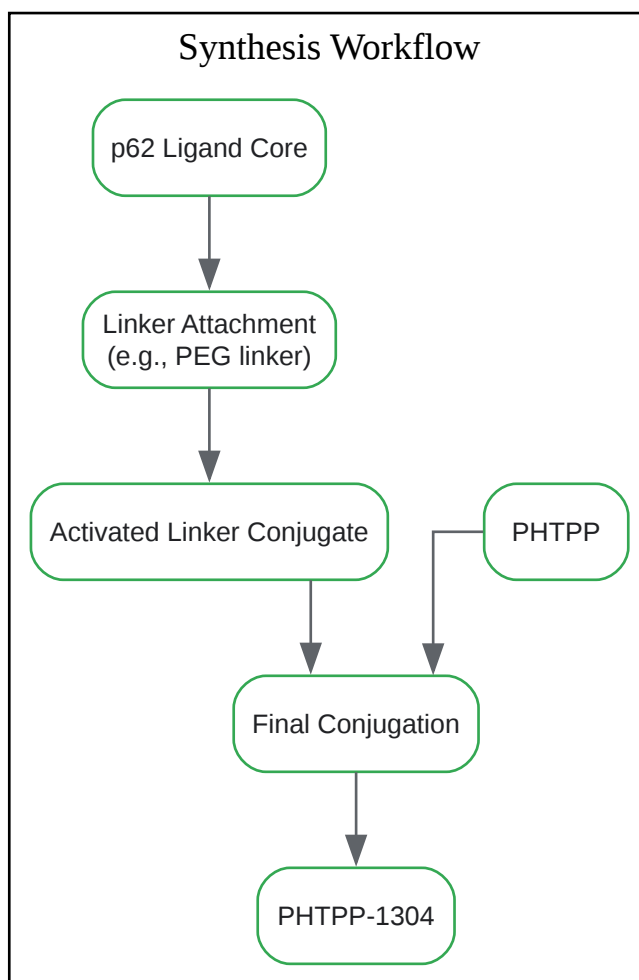 Synthesis Workflow
p62 Ligand Core
Linker Attachment
(e.g., PEG linker)
Activated Linker Conjugate
PHTPP
Final Conjugation
PHTPP-1304